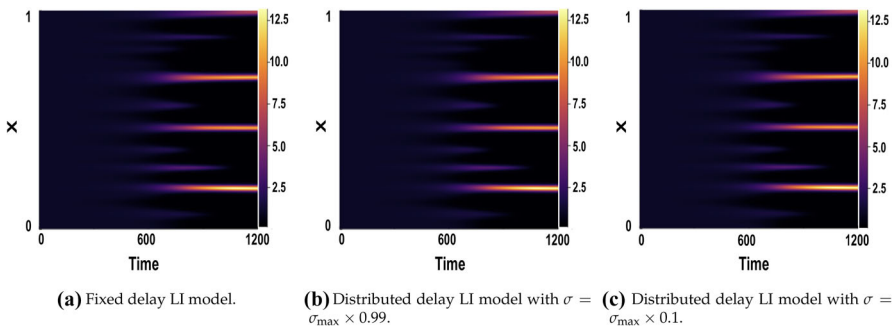 1
x
0
0
600
1200
Time
12.5
10.0
7.5
5.0
2.5
(a) Fixed delay LI model.
1
x
0
0
600
1200
Time
12.5
10.0
7.5
5.0
2.5
(b) Distributed delay LI model with σ =
σmax × 0.99.
1
x
0
0
600
1200
Time
12.5
10.0
7.5
5.0
2.5
(c) Distributed delay LI model with σ =
σmax × 0.1.